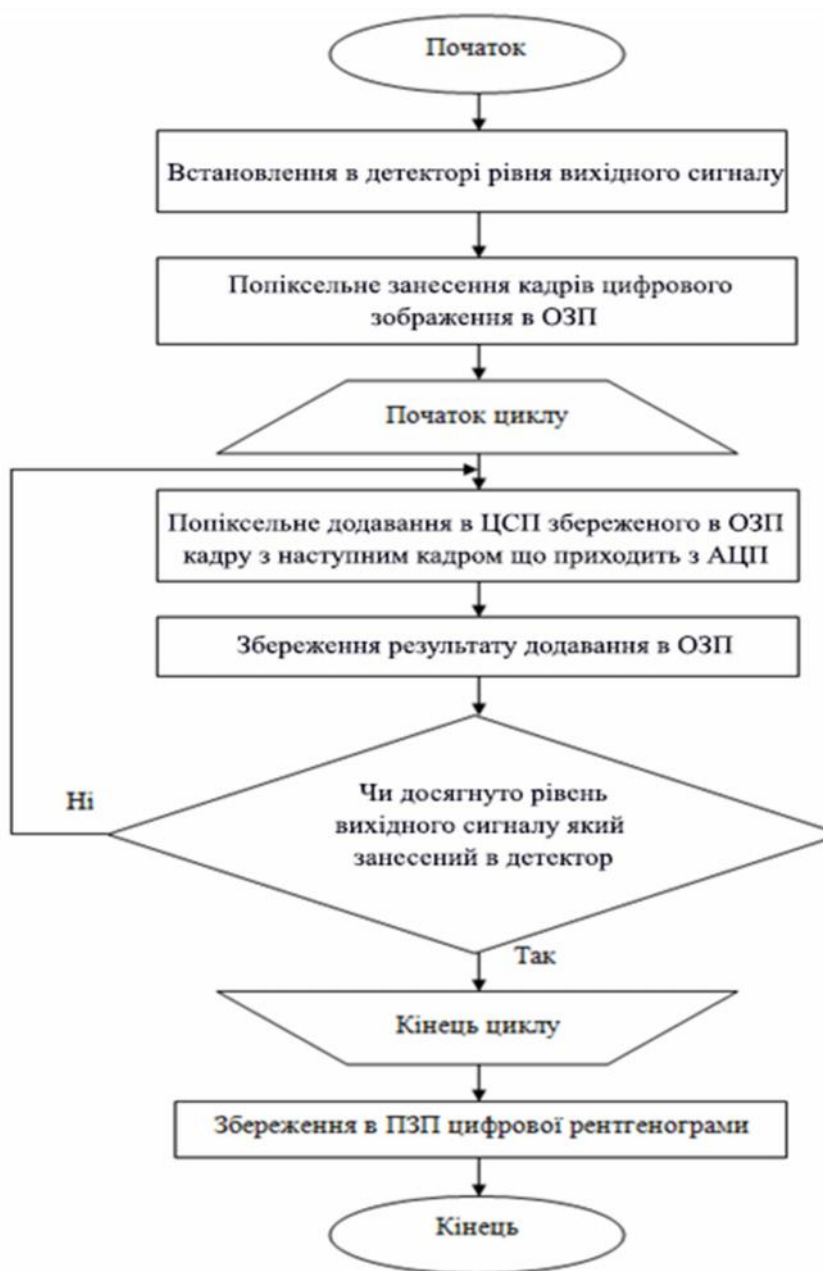 Початок
Встановлення в детекторі рівня вихідного сигналу
Попіксельне занесення кадрів цифрового
зображення в ОЗП
Початок циклу
Попіксельне додавання в ЦСП збереженого в ОЗП
кадру з наступним кадром що приходить з АЦП
Збереження результату додавання в ОЗП
Чи досягнуто рівень
вихідного сигналу який
занесений в детектор
Ні
Так
Кінець циклу
Збереження в ПЗП цифрової рентгенограми
Кінець